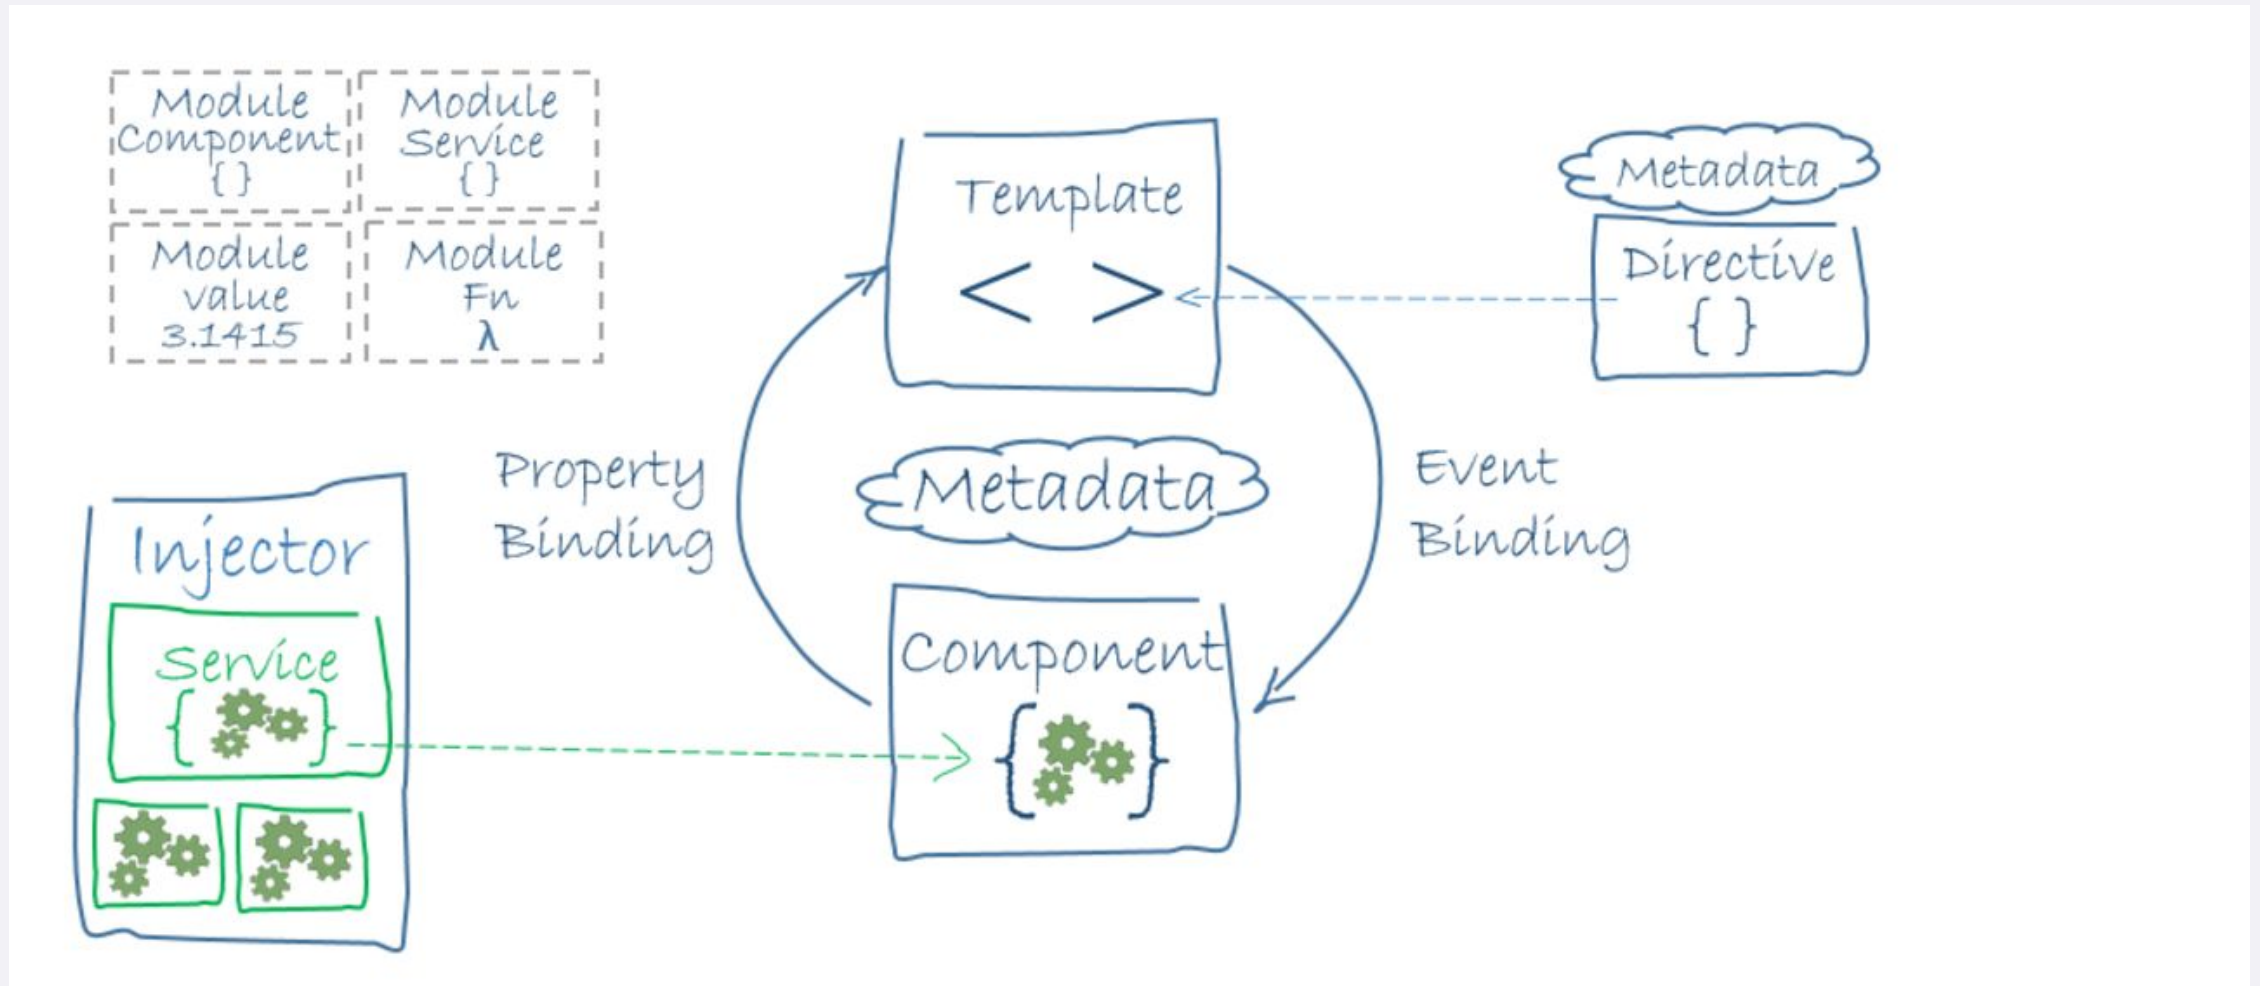 Module
Component
{ }
Module
Service
{ }
Module
value
3.1415
Module
Fn
λ
Template
< >
Metadata
Directive
{ }
Property
Binding
Metadata
Event
Binding
Injector
Service
{ }
Component
{ }